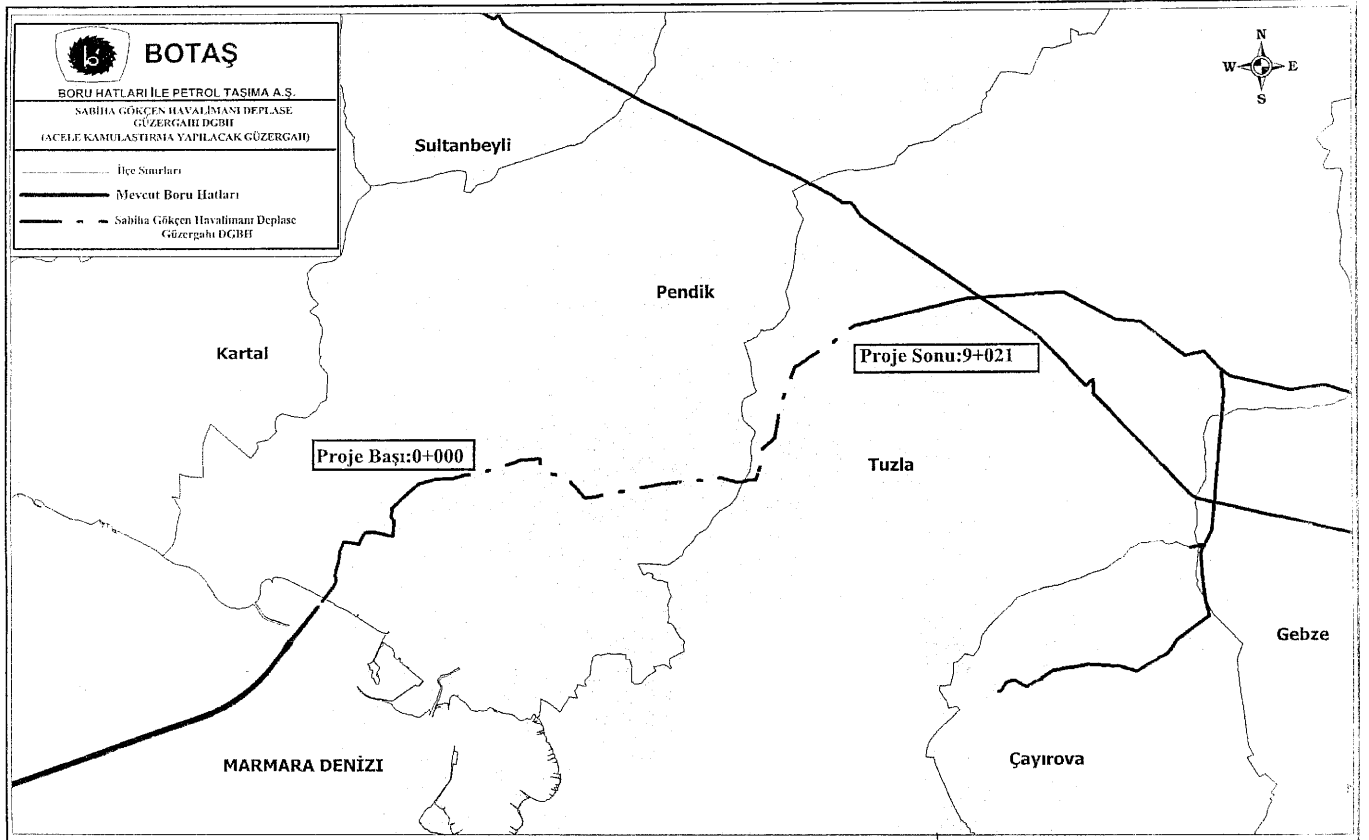 BOTAŞ
BORU HATLARI İLE PETROL TAŞIMA A.Ş.
SABİHA GÖKÇEN HAVALİMANI DEPLASE
GÜZERGAHI DGBH
(ACELE KAMULAŞTIRMA YAPILACAK GÜZERGAH)
İlçe Sınırları
Mevcut Boru Hatları
Sabiha Gökçen Havalimanı Deplase
Güzergahı DGBH
N
W E
S
Sultanbeyli
Pendik
Kartal
Proje Sonu:9+021
Proje Başı:0+000
Tuzla
Gebze
Çayırova
MARMARA DENİZİ